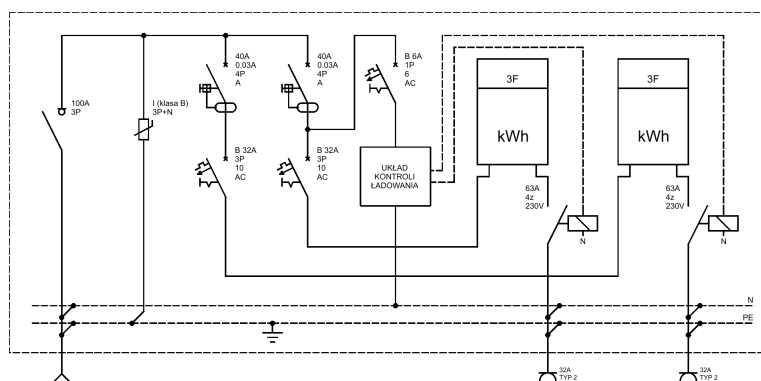 100A
3P
I (klasa B)
3P+N
40A
0.03A
4P
A
40A
0.03A
4P
A
B 6A
1P
6
AC
B 32A
3P
10
AC
B 32A
3P
10
AC
UKŁAD
KONTROLI
ŁADOWANIA
3F
kWh
3F
kWh
63A
4z
230V
N
63A
4z
230V
N
N
PE
32A
TYP 2
32A
TYP 2